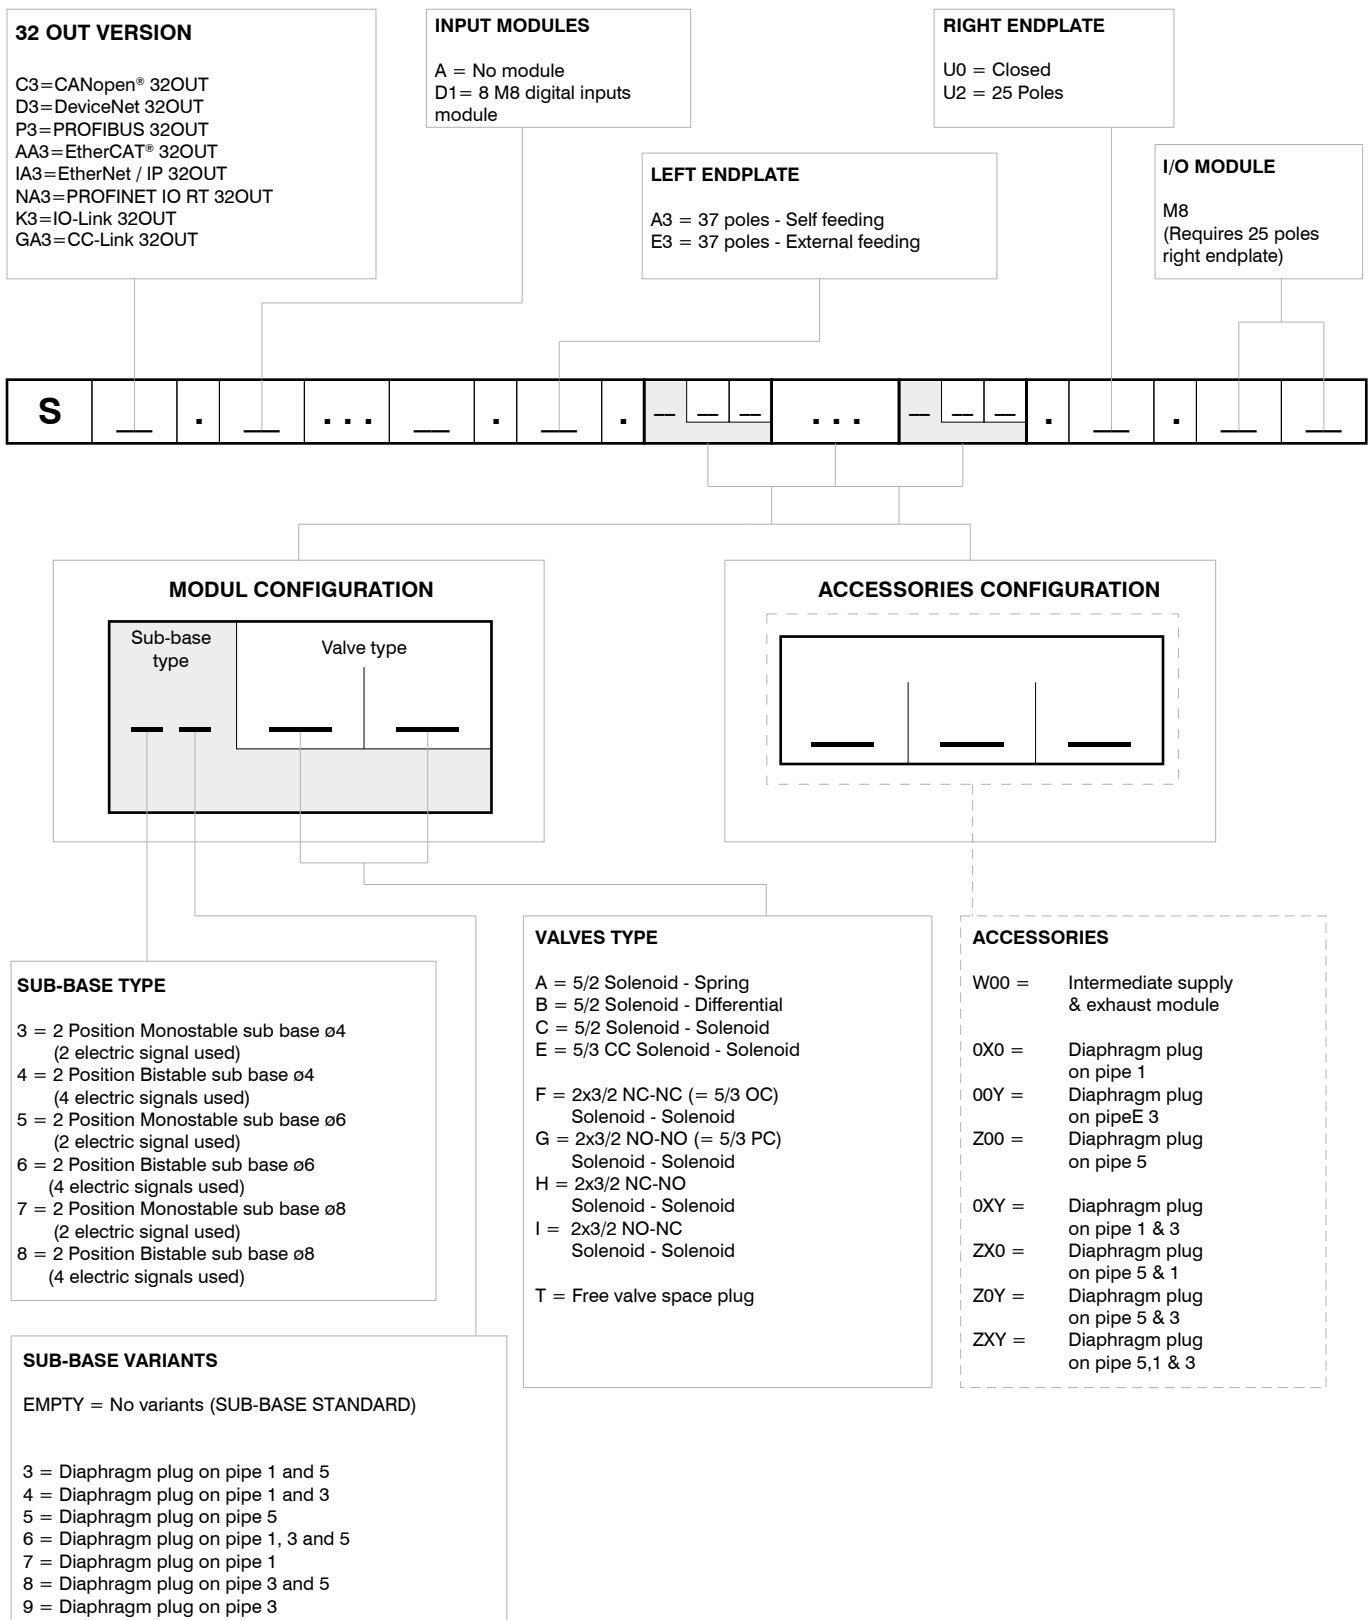 32 OUT VERSION
C3=CANopen® 32OUT
D3=DeviceNet 32OUT
P3=PROFIBUS 32OUT
AA3=EtherCAT® 32OUT
IA3=EtherNet / IP 32OUT
NA3=PROFINET IO RT 32OUT
K3=IO-Link 32OUT
GA3=CC-Link 32OUT
INPUT MODULES
A = No module
D1= 8 M8 digital inputs
module
LEFT ENDPLATE
A3 = 37 poles - Self feeding
E3 = 37 poles - External feeding
RIGHT ENDPLATE
U0 = Closed
U2 = 25 Poles
I/O MODULE
M8
(Requires 25 poles
right endplate)
S __ . __ ... __ . __ . __ __ __ ... __ __ __ . __ . __ __
MODUL CONFIGURATION
Sub-base
type
Valve type
ACCESSORIES CONFIGURATION
SUB-BASE TYPE
3 = 2 Position Monostable sub base ø4
(2 electric signal used)
4 = 2 Position Bistable sub base ø4
(4 electric signals used)
5 = 2 Position Monostable sub base ø6
(2 electric signal used)
6 = 2 Position Bistable sub base ø6
(4 electric signals used)
7 = 2 Position Monostable sub base ø8
(2 electric signal used)
8 = 2 Position Bistable sub base ø8
(4 electric signals used)
SUB-BASE VARIANTS
EMPTY = No variants (SUB-BASE STANDARD)
3 = Diaphragm plug on pipe 1 and 5
4 = Diaphragm plug on pipe 1 and 3
5 = Diaphragm plug on pipe 5
6 = Diaphragm plug on pipe 1, 3 and 5
7 = Diaphragm plug on pipe 1
8 = Diaphragm plug on pipe 3 and 5
9 = Diaphragm plug on pipe 3
VALVES TYPE
A = 5/2 Solenoid - Spring
B = 5/2 Solenoid - Differential
C = 5/2 Solenoid - Solenoid
E = 5/3 CC Solenoid - Solenoid
F = 2x3/2 NC-NC (= 5/3 OC)
Solenoid - Solenoid
G = 2x3/2 NO-NO (= 5/3 PC)
Solenoid - Solenoid
H = 2x3/2 NC-NO
Solenoid - Solenoid
I = 2x3/2 NO-NC
Solenoid - Solenoid
T = Free valve space plug
ACCESSORIES
W00 = Intermediate supply
& exhaust module
0X0 = Diaphragm plug
on pipe 1
00Y = Diaphragm plug
on pipeE 3
Z00 = Diaphragm plug
on pipe 5
0XY = Diaphragm plug
on pipe 1 & 3
ZX0 = Diaphragm plug
on pipe 5 & 1
Z0Y = Diaphragm plug
on pipe 5 & 3
ZXY = Diaphragm plug
on pipe 5,1 & 3